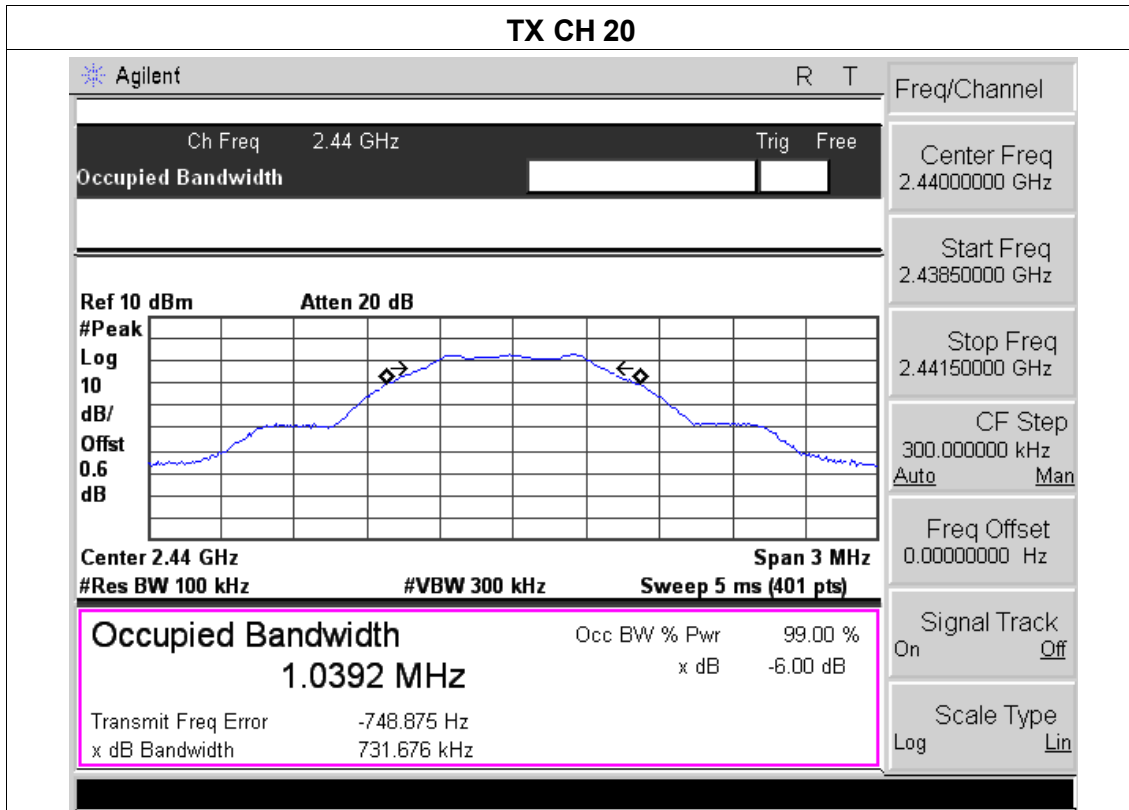 TX CH 20
Agilent R T
Ch Freq 2.44 GHz Trig Free
Occupied Bandwidth
Ref 10 dBm Atten 20 dB
#Peak
Log
10
dB/
Offst
0.6
dB
Center 2.44 GHz Span 3 MHz
#Res BW 100 kHz #VBW 300 kHz Sweep 5 ms (401 pts)
Occupied Bandwidth Occ BW % Pwr 99.00 %
1.0392 MHz x dB -6.00 dB
Transmit Freq Error -748.875 Hz
x dB Bandwidth 731.676 kHz
Freq/Channel
Center Freq
2.44000000 GHz
Start Freq
2.43850000 GHz
Stop Freq
2.44150000 GHz
CF Step
300.000000 kHz
Auto Man
Freq Offset
0.00000000 Hz
Signal Track
On Off
Scale Type
Log Lin